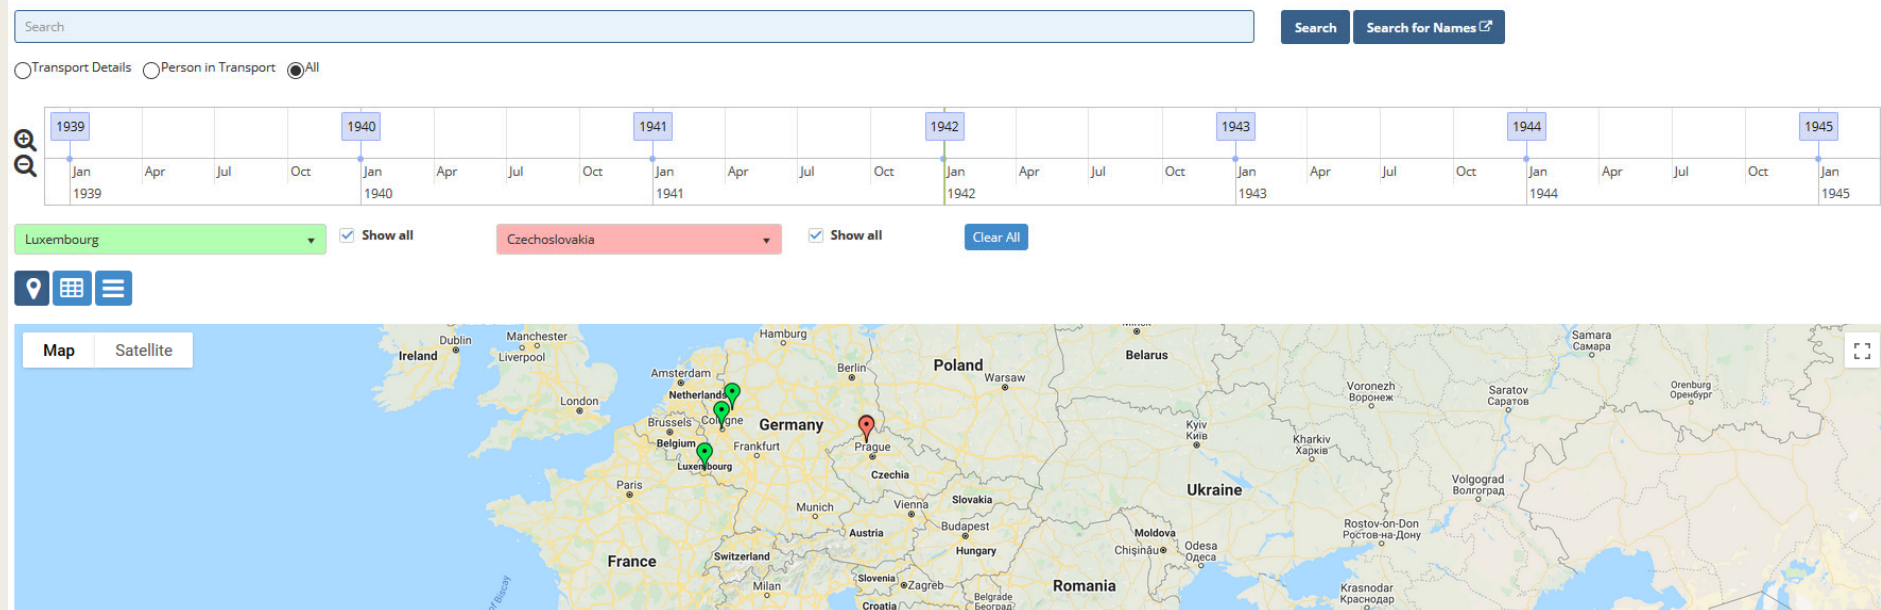 Search
Search
Search for Names
Transport Details
Person in Transport
All
1939
1940
1941
1942
1943
1944
1945
Jan Apr Jul Oct Jan Apr Jul Oct Jan Apr Jul Oct Jan Apr Jul Oct Jan Apr Jul Oct Jan Apr Jul Oct Jan
1939 1940 1941 1942 1943 1944 1945
Luxembourg
Show all
Czechoslovakia
Show all
Clear All
Map
Satellite
Dublin
Ireland
Manchester
Liverpool
London
Hamburg
Amsterdam
Netherlands
Berlin
Poland
Warsaw
Belarus
Samara
Самара
Brussels
Cologne
Germany
Belgium
Frankfurt
Luxembourg
Prague
Czechia
Kyiv
Київ
Voronezh
Воронеж
Saratov
Саратов
Orenburg
Оренбург
Kharkiv
Харків
Paris
Munich
Vienna
Slovakia
Ukraine
Volgograd
Волгоград
Austria
Budapest
Hungary
Moldova
Chișinău
Odesa
Одеса
Rostov-on-Don
Ростов-на-Дону
France
Switzerland
Milan
Slovenia
Zagreb
Croatia
Belgrade
Београд
Romania
Krasnodar
Краснодар
of Biscay